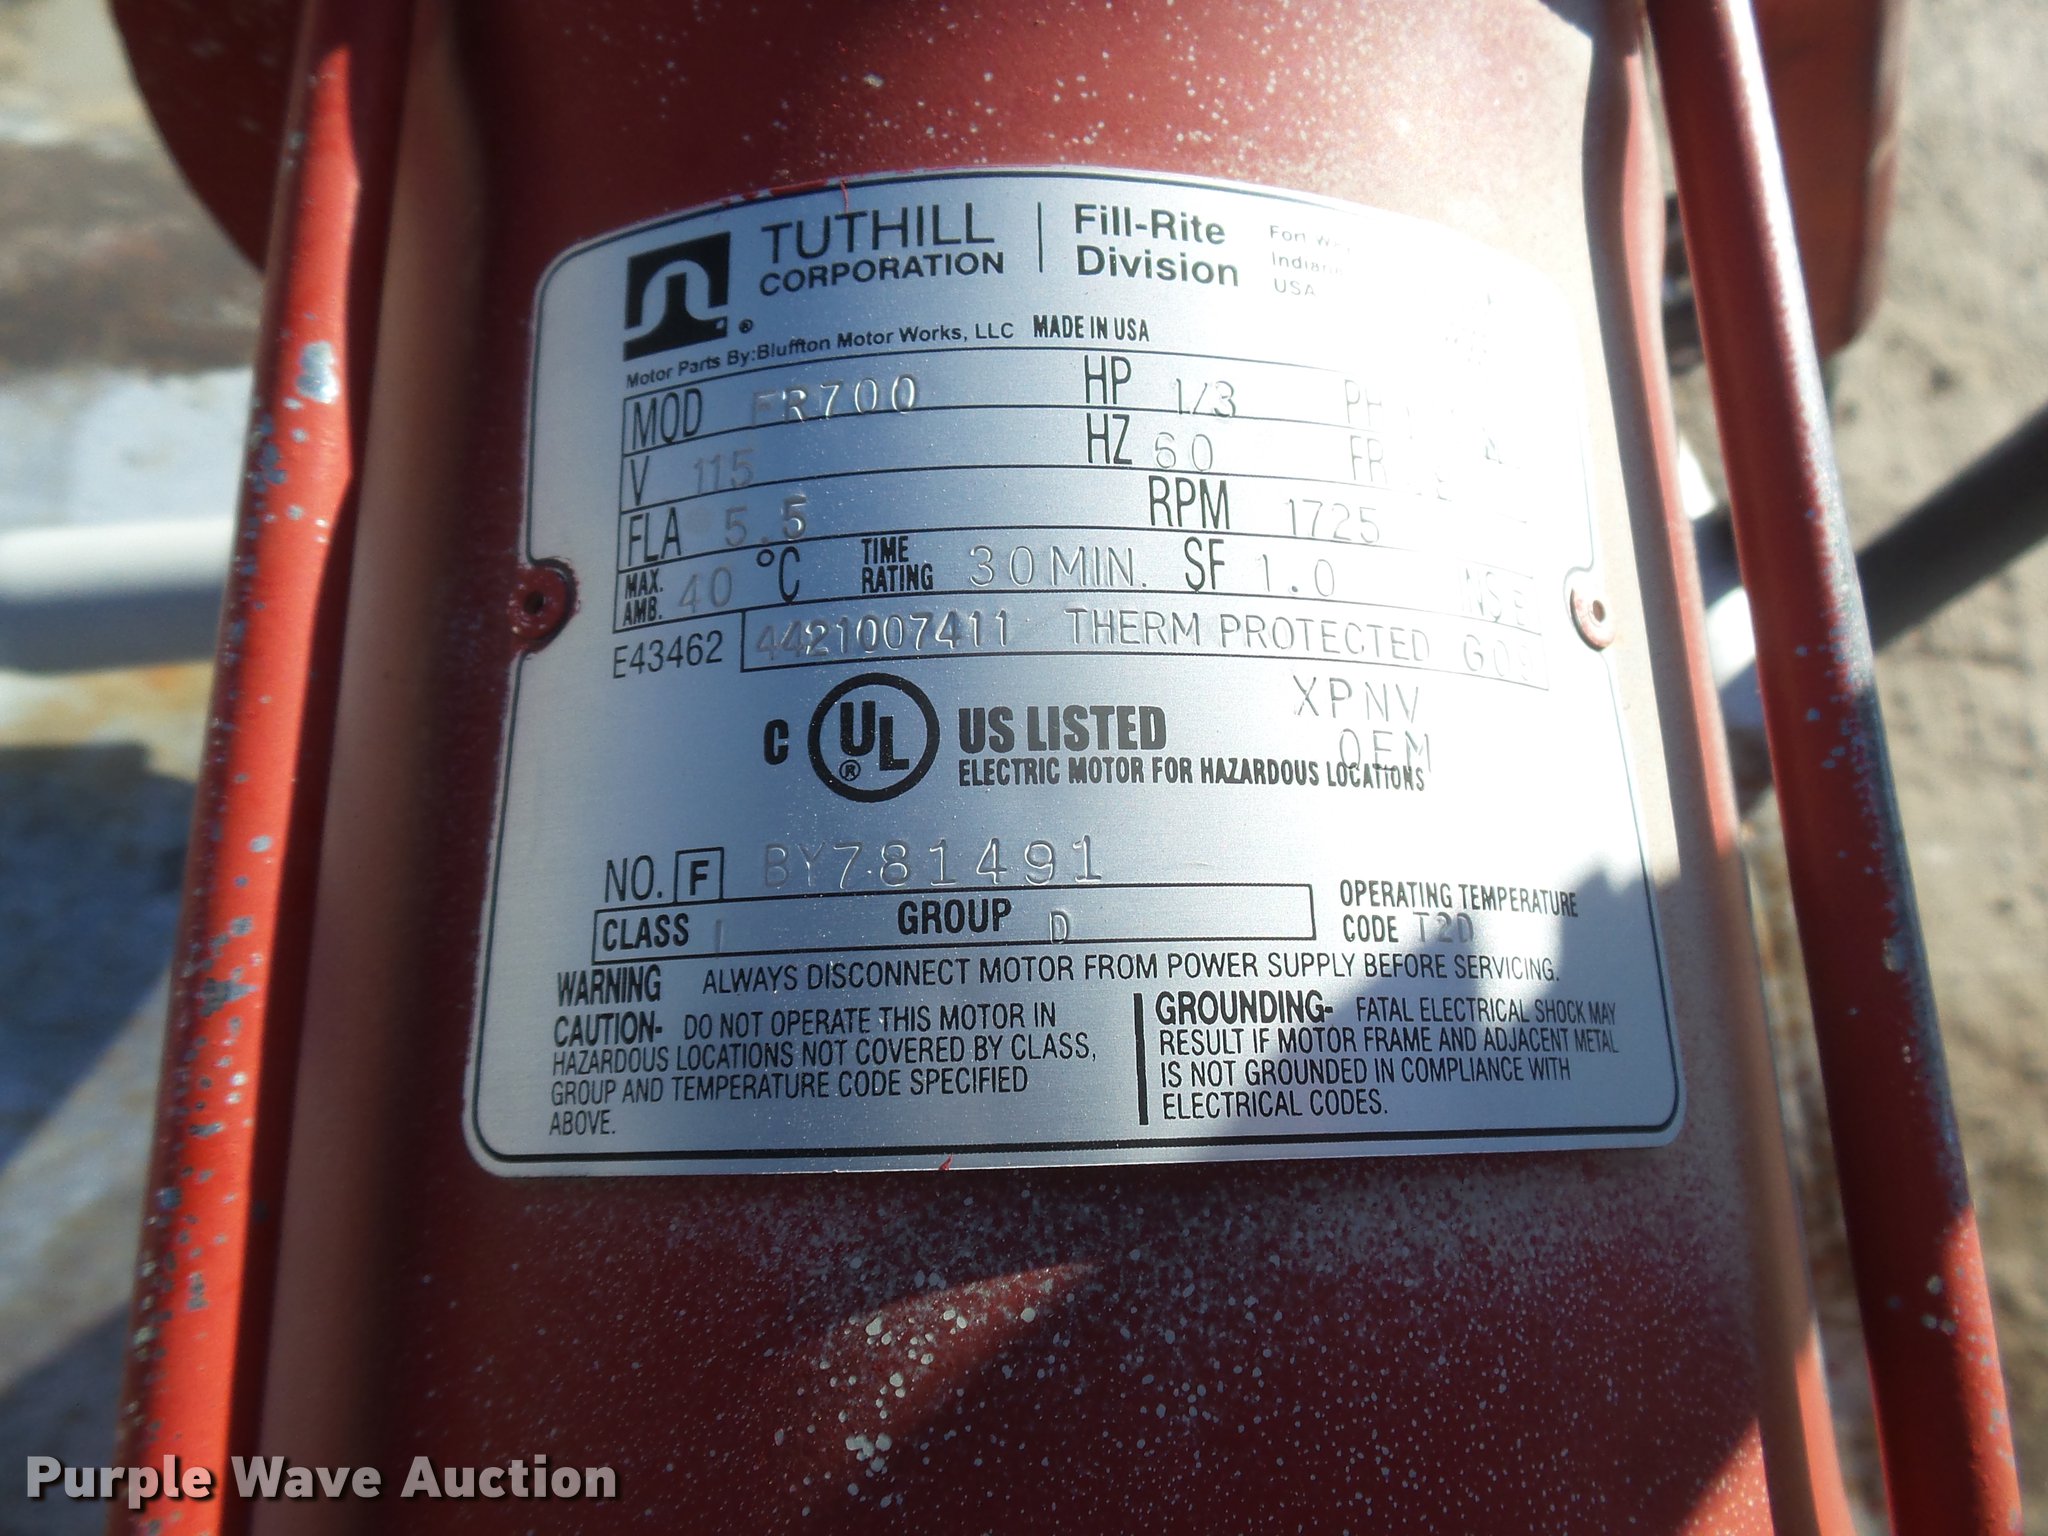 TUTHILL
CORPORATION
Fill-Rite
Division
USA
®
Motor Parts By:Bluffton Motor Works, LLC MADE IN USA
MOD FR700 HP 1/3 PH
V 115 HZ 60 FR
FLA 5.5 RPM 1725
MAX. AMB. 40 °C TIME RATING 30 MIN. SF 1.0
E43462 4421007411 THERM PROTECTED
XPNV
OEM
C UL ® US LISTED
ELECTRIC MOTOR FOR HAZARDOUS LOCATIONS
NO. F BY781491
CLASS I GROUP D
OPERATING TEMPERATURE
CODE T2D
WARNING ALWAYS DISCONNECT MOTOR FROM POWER SUPPLY BEFORE SERVICING.
CAUTION- DO NOT OPERATE THIS MOTOR IN
HAZARDOUS LOCATIONS NOT COVERED BY CLASS,
GROUP AND TEMPERATURE CODE SPECIFIED
ABOVE.
GROUNDING- FATAL ELECTRICAL SHOCK MAY
RESULT IF MOTOR FRAME AND ADJACENT METAL
IS NOT GROUNDED IN COMPLIANCE WITH
ELECTRICAL CODES.
Purple Wave Auction